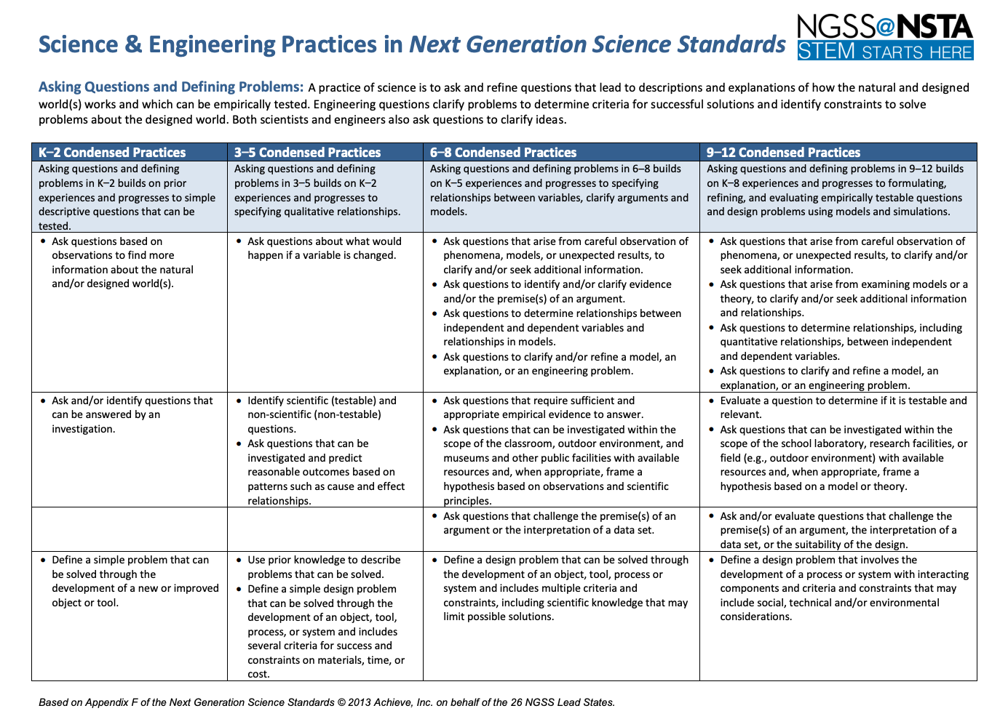 Science & Engineering Practices in Next Generation Science Standards
NGSS@NSTA
STEM STARTS HERE
Asking Questions and Defining Problems: A practice of science is to ask and refine questions that lead to descriptions and explanations of how the natural and designed
world(s) works and which can be empirically tested. Engineering questions clarify problems to determine criteria for successful solutions and identify constraints to solve
problems about the designed world. Both scientists and engineers also ask questions to clarify ideas.
K–2 Condensed Practices
3–5 Condensed Practices
6–8 Condensed Practices
9–12 Condensed Practices
Asking questions and defining
problems in K–2 builds on prior
experiences and progresses to simple
descriptive questions that can be
tested.
Asking questions and defining
problems in 3–5 builds on K–2
experiences and progresses to
specifying qualitative relationships.
Asking questions and defining problems in 6–8 builds
on K–5 experiences and progresses to specifying
relationships between variables, clarify arguments and
models.
Asking questions and defining problems in 9–12 builds
on K–8 experiences and progresses to formulating,
refining, and evaluating empirically testable questions
and design problems using models and simulations.
• Ask questions based on
observations to find more
information about the natural
and/or designed world(s).
• Ask questions about what would
happen if a variable is changed.
• Ask questions that arise from careful observation of
phenomena, models, or unexpected results, to
clarify and/or seek additional information.
• Ask questions to identify and/or clarify evidence
and/or the premise(s) of an argument.
• Ask questions to determine relationships between
independent and dependent variables and
relationships in models.
• Ask questions to clarify and/or refine a model, an
explanation, or an engineering problem.
• Ask questions that arise from careful observation of
phenomena, or unexpected results, to clarify and/or
seek additional information.
• Ask questions that arise from examining models or a
theory, to clarify and/or seek additional information
and relationships.
• Ask questions to determine relationships, including
quantitative relationships, between independent
and dependent variables.
• Ask questions to clarify and refine a model, an
explanation, or an engineering problem.
• Ask and/or identify questions that
can be answered by an
investigation.
• Identify scientific (testable) and
non-scientific (non-testable)
questions.
• Ask questions that can be
investigated and predict
reasonable outcomes based on
patterns such as cause and effect
relationships.
• Ask questions that require sufficient and
appropriate empirical evidence to answer.
• Ask questions that can be investigated within the
scope of the classroom, outdoor environment, and
museums and other public facilities with available
resources and, when appropriate, frame a
hypothesis based on observations and scientific
principles.
• Evaluate a question to determine if it is testable and
relevant.
• Ask questions that can be investigated within the
scope of the school laboratory, research facilities, or
field (e.g., outdoor environment) with available
resources and, when appropriate, frame a
hypothesis based on a model or theory.
• Ask questions that challenge the premise(s) of an
argument or the interpretation of a data set.
• Ask and/or evaluate questions that challenge the
premise(s) of an argument, the interpretation of a
data set, or the suitability of the design.
• Define a simple problem that can
be solved through the
development of a new or improved
object or tool.
• Use prior knowledge to describe
problems that can be solved.
• Define a simple design problem
that can be solved through the
development of an object, tool,
process, or system and includes
several criteria for success and
constraints on materials, time, or
cost.
• Define a design problem that can be solved through
the development of an object, tool, process or
system and includes multiple criteria and
constraints, including scientific knowledge that may
limit possible solutions.
• Define a design problem that involves the
development of a process or system with interacting
components and criteria and constraints that may
include social, technical and/or environmental
considerations.
Based on Appendix F of the Next Generation Science Standards © 2013 Achieve, Inc. on behalf of the 26 NGSS Lead States.